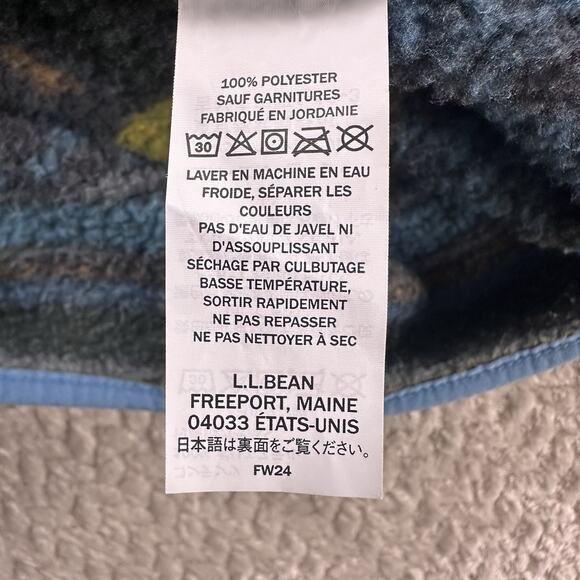 100% POLYESTER
SAUF GARNITURES
FABRIQUÉ EN JORDANIE
30
LAVER EN MACHINE EN EAU
FROIDE, SÉPARER LES
COULEURS
PAS D'EAU DE JAVEL NI
D'ASSOUPLISSANT
SÉCHAGE PAR CULBUTAGE
BASSE TEMPÉRATURE,
SORTIR RAPIDEMENT
NE PAS REPASSER
NE PAS NETTOYER À SEC
L.L.BEAN
FREEPORT, MAINE
04033 ÉTATS-UNIS
日本語は裏面をご覧ください。
FW24